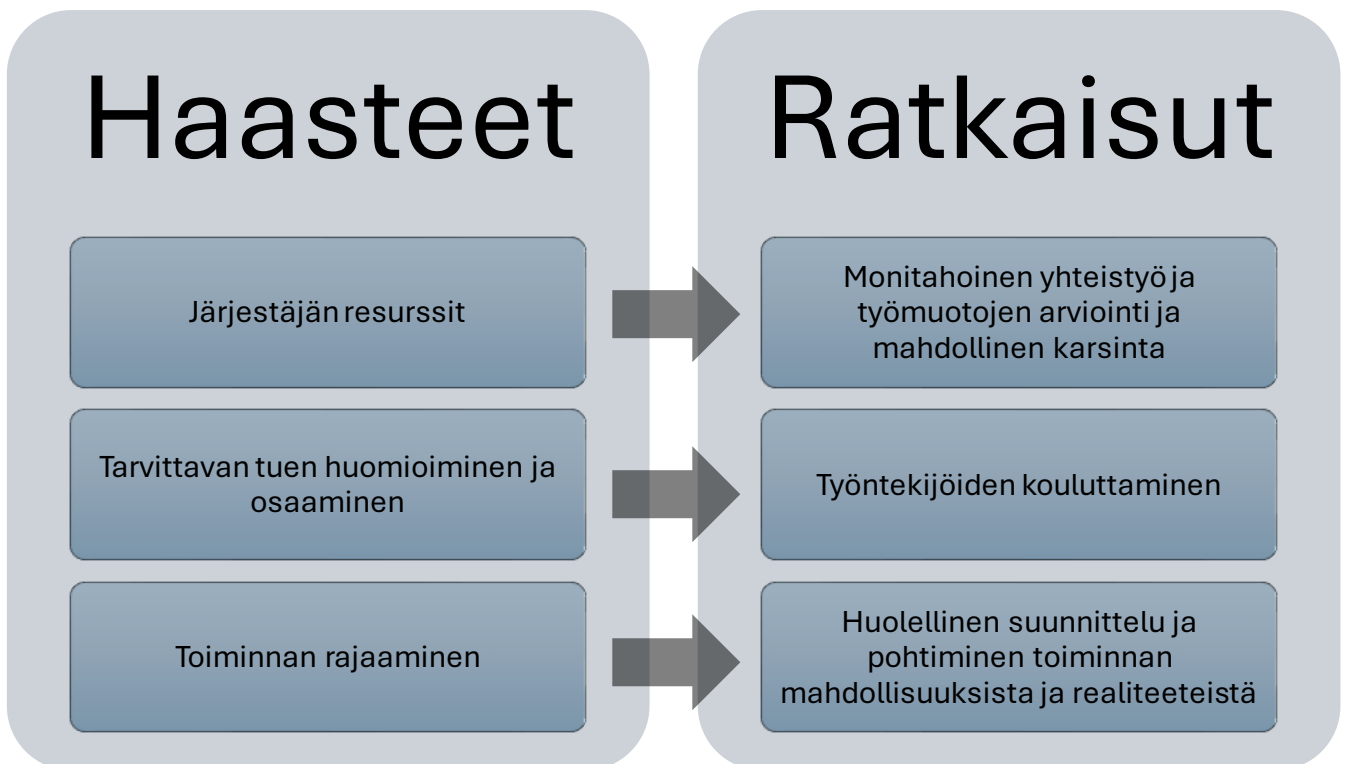 Haasteet
Järjestäjän resurssit
Tarvittavan tuen huomioiminen ja
osaaminen
Toiminnan rajaaminen
Ratkaisut
Monitahoinen yhteistyö ja
työmuotojen arviointi ja
mahdollinen karsinta
Työntekijöiden kouluttaminen
Huolellinen suunnittelu ja
pohtiminen toiminnan
mahdollisuuksista ja realiteeteistä